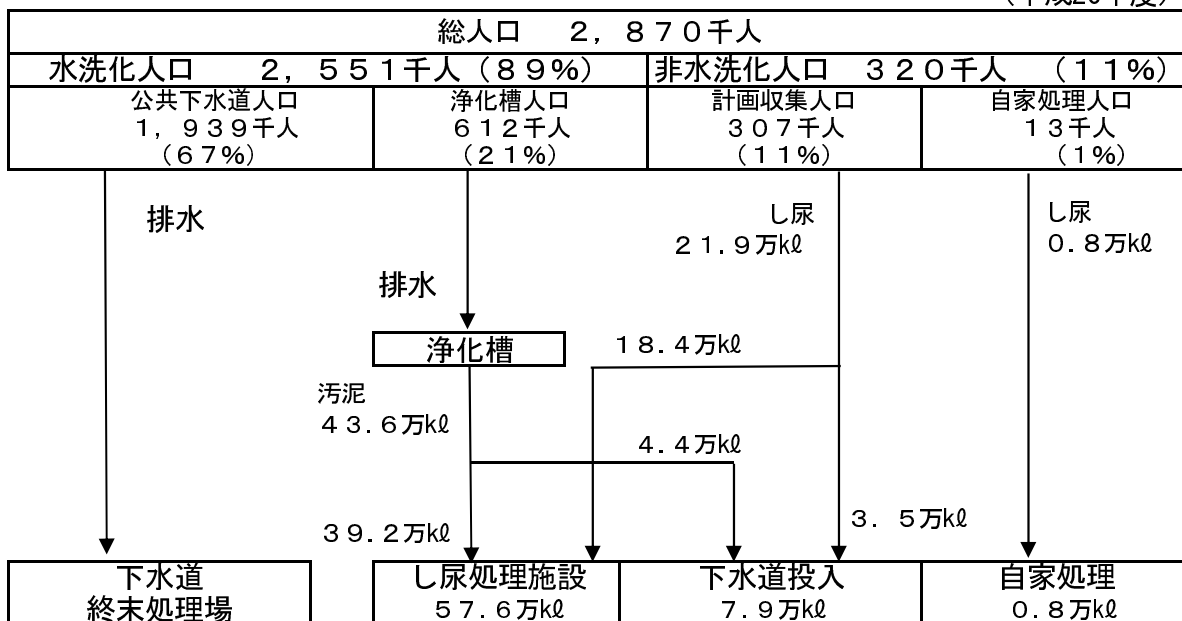 総人口　２，８７０千人
水洗化人口　２，５５１千人（８９%）
非水洗化人口　３２０千人　（１１%）
公共下水道人口
１，９３９千人
（６７%）
浄化槽人口
６１２千人
（２１%）
計画収集人口
３０７千人
（１１%）
自家処理人口
１３千人
（１%）
排水
し尿
２１.９万kℓ
し尿
０.８万kℓ
排水
浄化槽
１８.４万kℓ
汚泥
４３.６万kℓ
４.４万kℓ
３９.２万kℓ
３.５万kℓ
下水道
終末処理場
し尿処理施設
５７.６万kℓ
下水道投入
７.９万kℓ
自家処理
０.８万kℓ